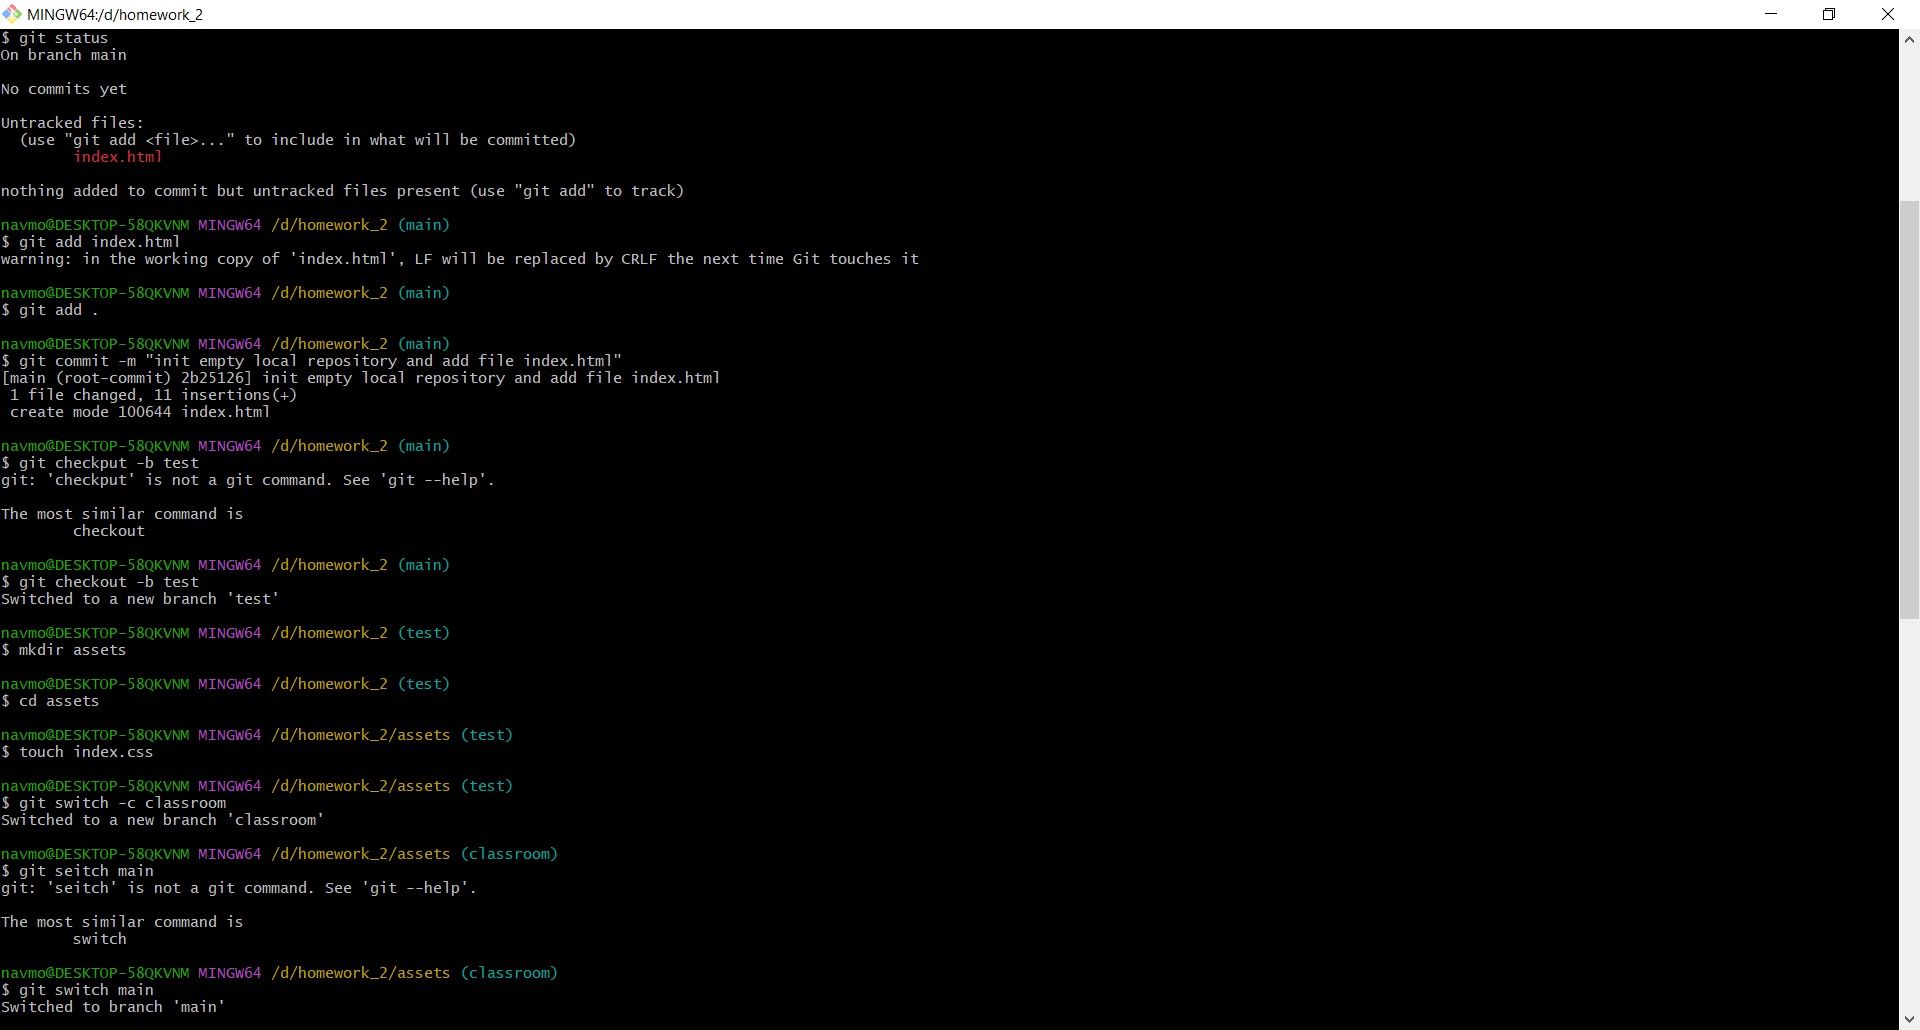 MINGW64:/d/homework_2
$ git status
On branch main
No commits yet
Untracked files:
  (use "git add <file>..." to include in what will be committed)
        index.html
nothing added to commit but untracked files present (use "git add" to track)
navmo@DESKTOP-58QKVNM MINGW64 /d/homework_2 (main)
$ git add index.html
warning: in the working copy of 'index.html', LF will be replaced by CRLF the next time Git touches it
navmo@DESKTOP-58QKVNM MINGW64 /d/homework_2 (main)
$ git add .
navmo@DESKTOP-58QKVNM MINGW64 /d/homework_2 (main)
$ git commit -m "init empty local repository and add file index.html"
[main (root-commit) 2b25126] init empty local repository and add file index.html
 1 file changed, 11 insertions(+)
 create mode 100644 index.html
navmo@DESKTOP-58QKVNM MINGW64 /d/homework_2 (main)
$ git checkput -b test
git: 'checkput' is not a git command. See 'git --help'.
The most similar command is
        checkout
navmo@DESKTOP-58QKVNM MINGW64 /d/homework_2 (main)
$ git checkout -b test
Switched to a new branch 'test'
navmo@DESKTOP-58QKVNM MINGW64 /d/homework_2 (test)
$ mkdir assets
navmo@DESKTOP-58QKVNM MINGW64 /d/homework_2 (test)
$ cd assets
navmo@DESKTOP-58QKVNM MINGW64 /d/homework_2/assets (test)
$ touch index.css
navmo@DESKTOP-58QKVNM MINGW64 /d/homework_2/assets (test)
$ git switch -c classroom
Switched to a new branch 'classroom'
navmo@DESKTOP-58QKVNM MINGW64 /d/homework_2/assets (classroom)
$ git seitch main
git: 'seitch' is not a git command. See 'git --help'.
The most similar command is
        switch
navmo@DESKTOP-58QKVNM MINGW64 /d/homework_2/assets (classroom)
$ git switch main
Switched to branch 'main'